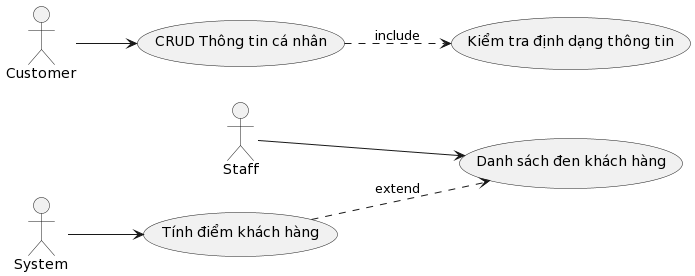 Customer
CRUD Thông tin cá nhân
include
Kiểm tra định dạng thông tin
Staff
Danh sách đen khách hàng
extend
System
Tính điểm khách hàng